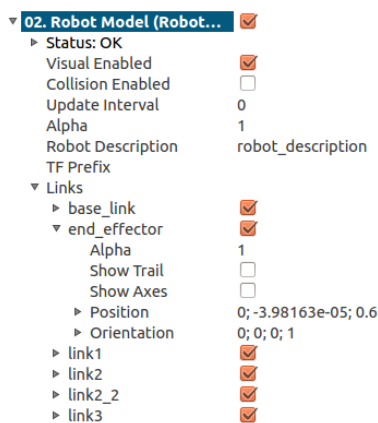 02. Robot Model (Robot...
Status: OK
Visual Enabled
Collision Enabled
Update Interval 0
Alpha 1
Robot Description robot_description
TF Prefix
Links
base_link
end_effector
Alpha 1
Show Trail
Show Axes
Position 0; -3.98163e-05; 0.6
Orientation 0; 0; 0; 1
link1
link2
link2_2
link3